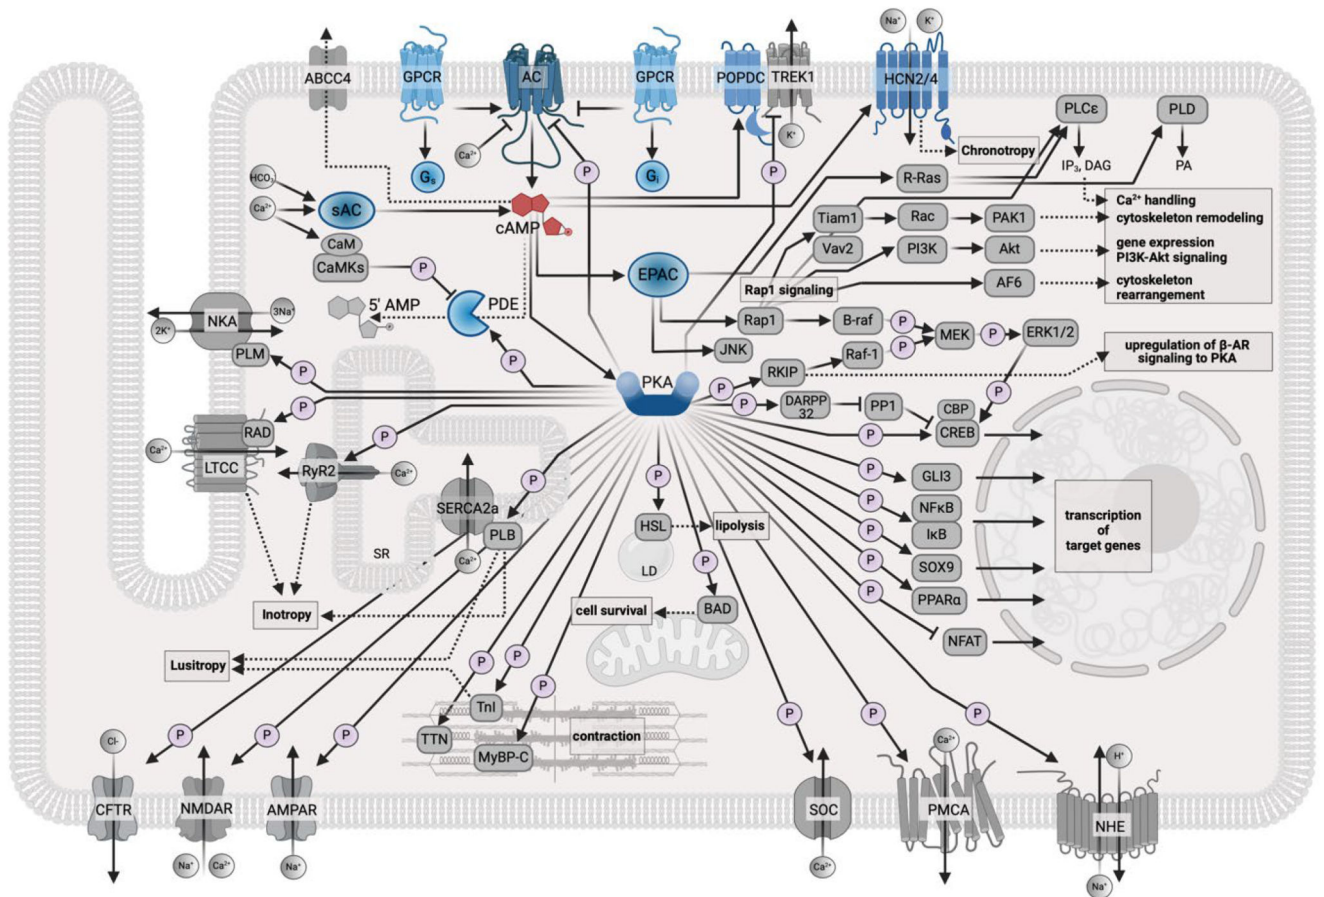 Na⁺
K⁺
ABCC4
GPCR
AC
GPCR
POPDC
TREK1
HCN2/4
PLCε
PLD
K⁺
Ca²⁺
Chronotropy
IP₃, DAG
PA
Gₛ
Gᵢ
P
P
R-Ras
HCO₃
Ca²⁺
sAC
cAMP
Ca²⁺ handling
cytoskeleton remodeling
Tiam1
Rac
PAK1
CaM
CaMKs
P
Vav2
PI3K
Akt
gene expression
PI3K-Akt signaling
EPAC
Rap1 signaling
AF6
cytoskeleton
rearrangement
5' AMP
PDE
NKA
3Na⁺
2K⁺
PLM
Rap1
B-raf
P
MEK
P
ERK1/2
JNK
Raf-1
P
upregulation of β-AR
signaling to PKA
P
P
PKA
P
RKIP
P
P
DARPP
32
PP1
CBP
CREB
P
P
RAD
LTCC
Ca²⁺
P
RyR2
Ca²⁺
P
GLI3
SERCA2a
PLB
P
P
HSL
lipolysis
P
NFκB
IκB
transcription
of
target genes
SR
Ca²⁺
LD
P
SOX9
P
P
PPARα
Inotropy
cell survival
BAD
P
NFAT
Lusitropy
P
P
P
TnI
TTN
MyBP-C
contraction
P
P
P
P
P
P
Cl-
Ca²⁺
H⁺
CFTR
NMDAR
AMPAR
SOC
PMCA
NHE
Na⁺
Ca²⁺
Na⁺
Ca²⁺
Na⁺